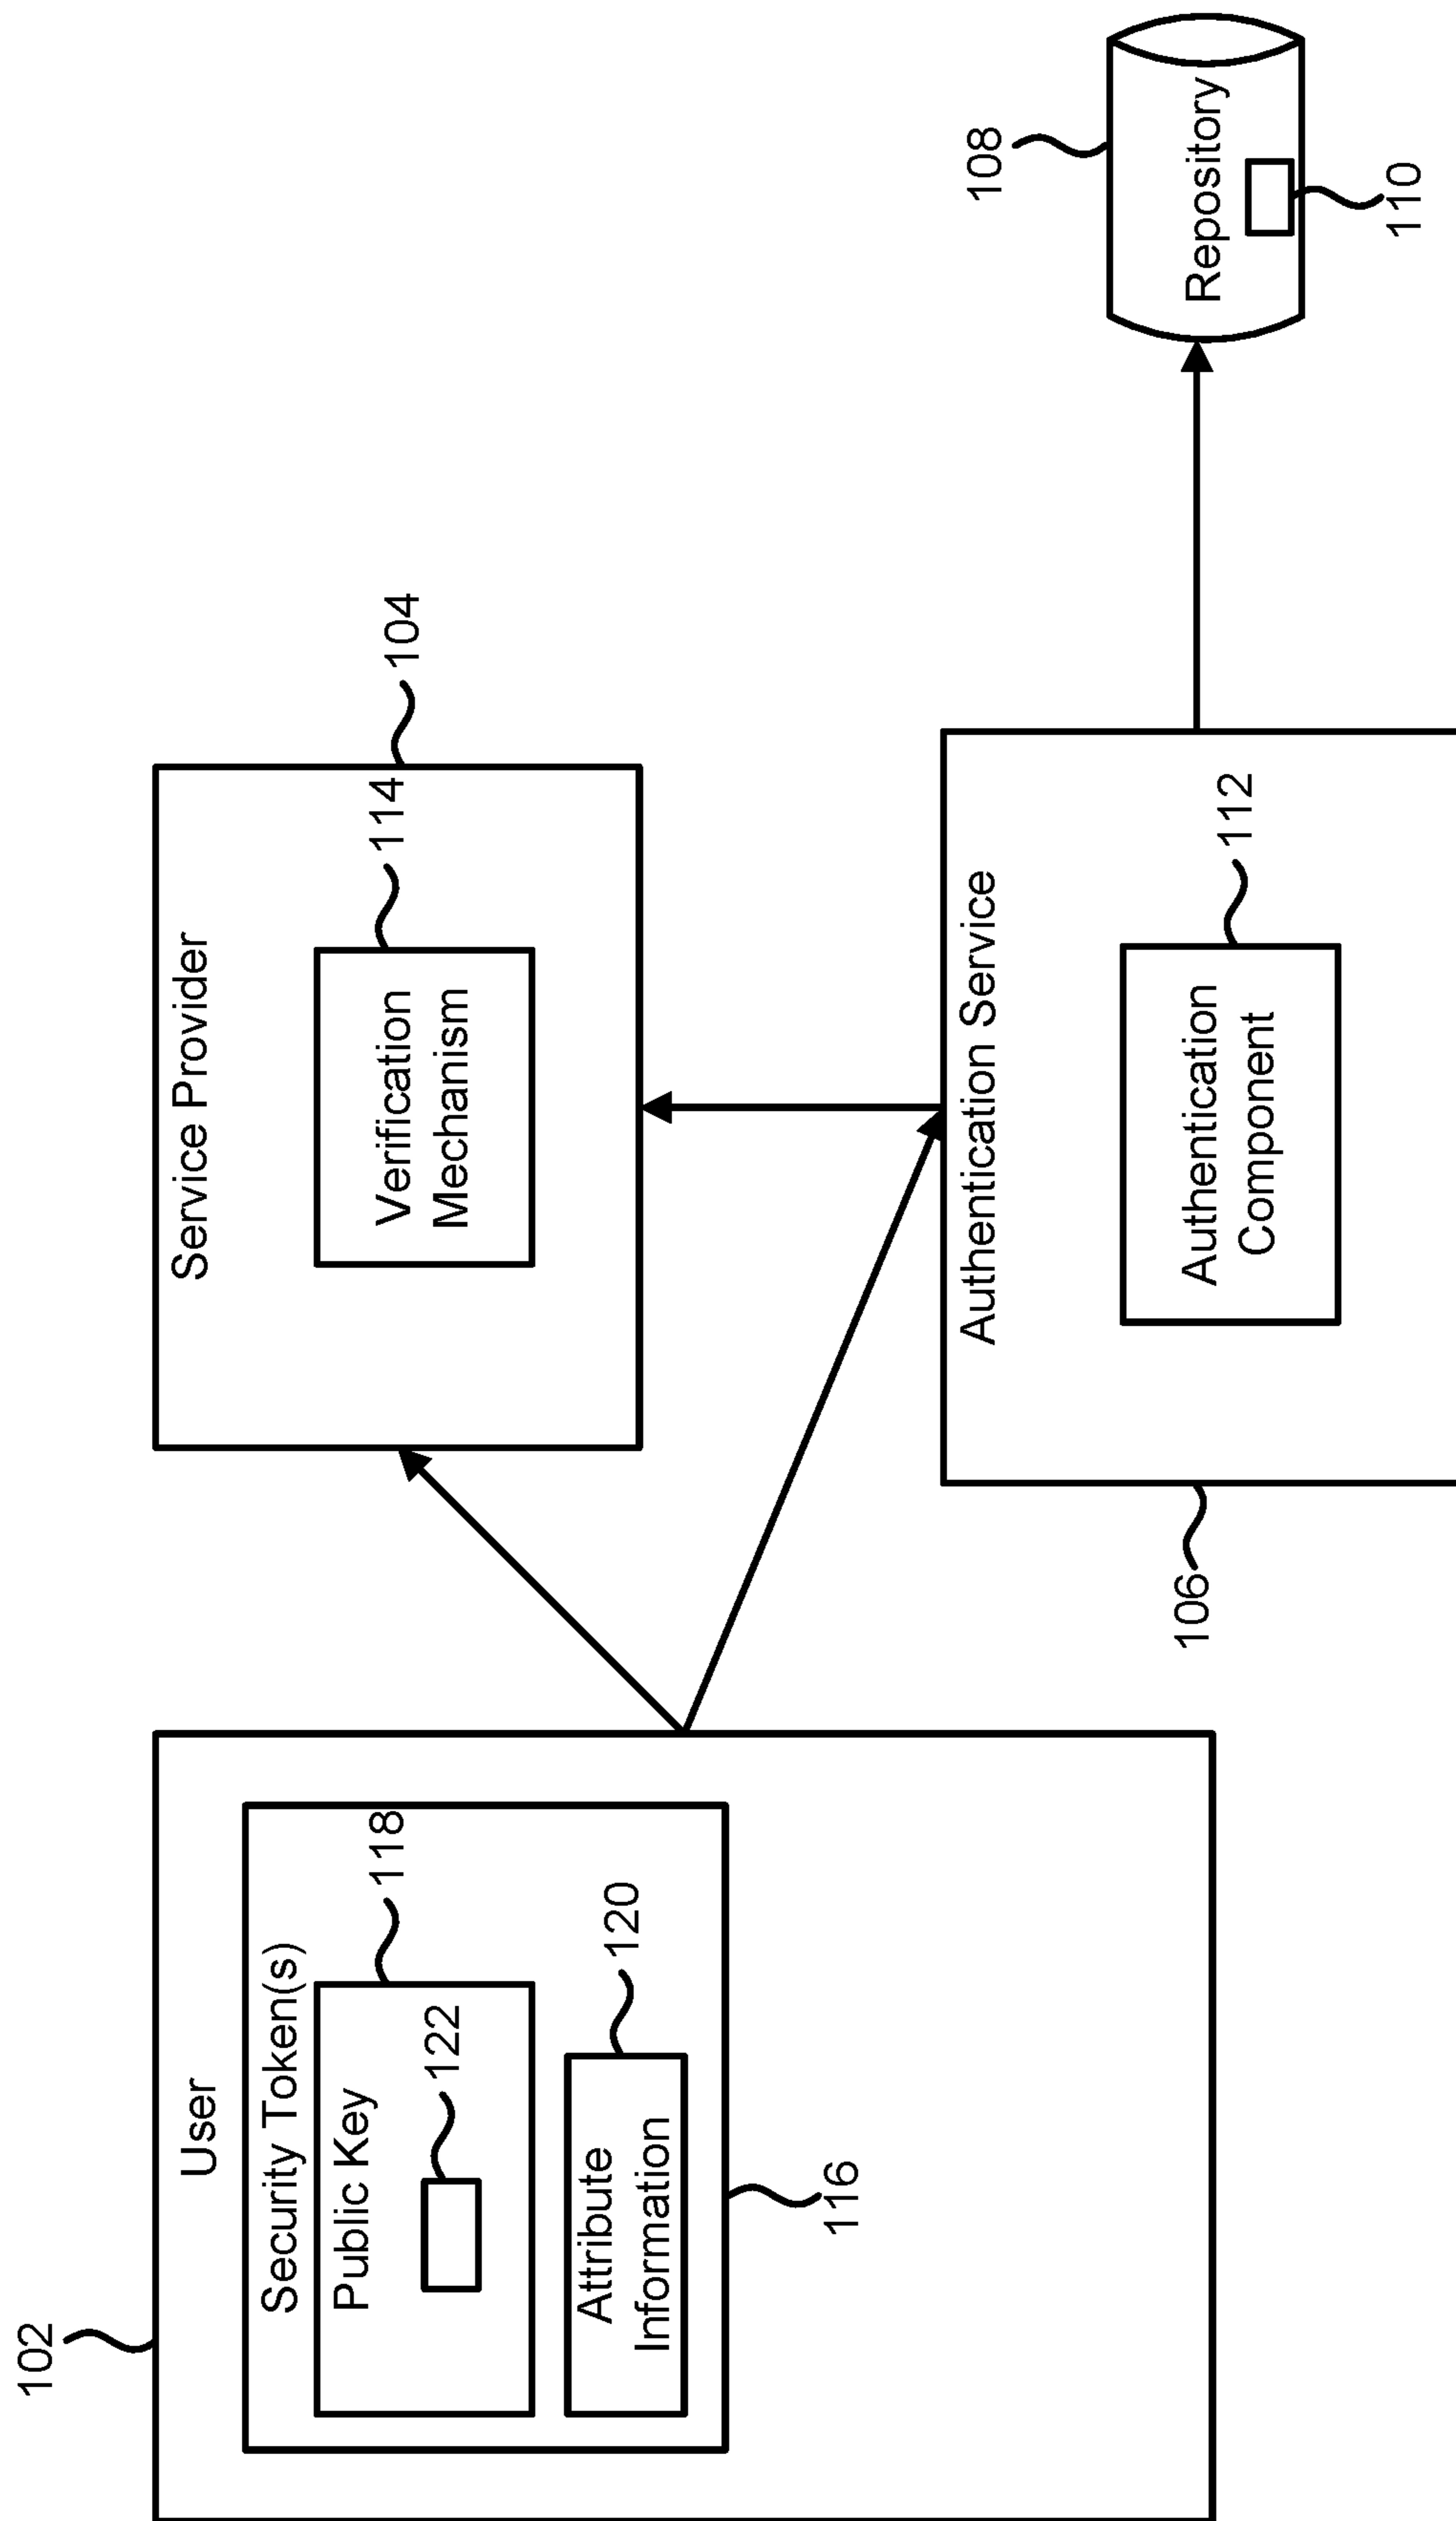 102
User
Security Token(s)
Public Key
118
122
Attribute
Information
120
116
Service Provider
104
Verification
Mechanism
114
Authentication Service
106
Authentication
Component
112
108
Repository
110